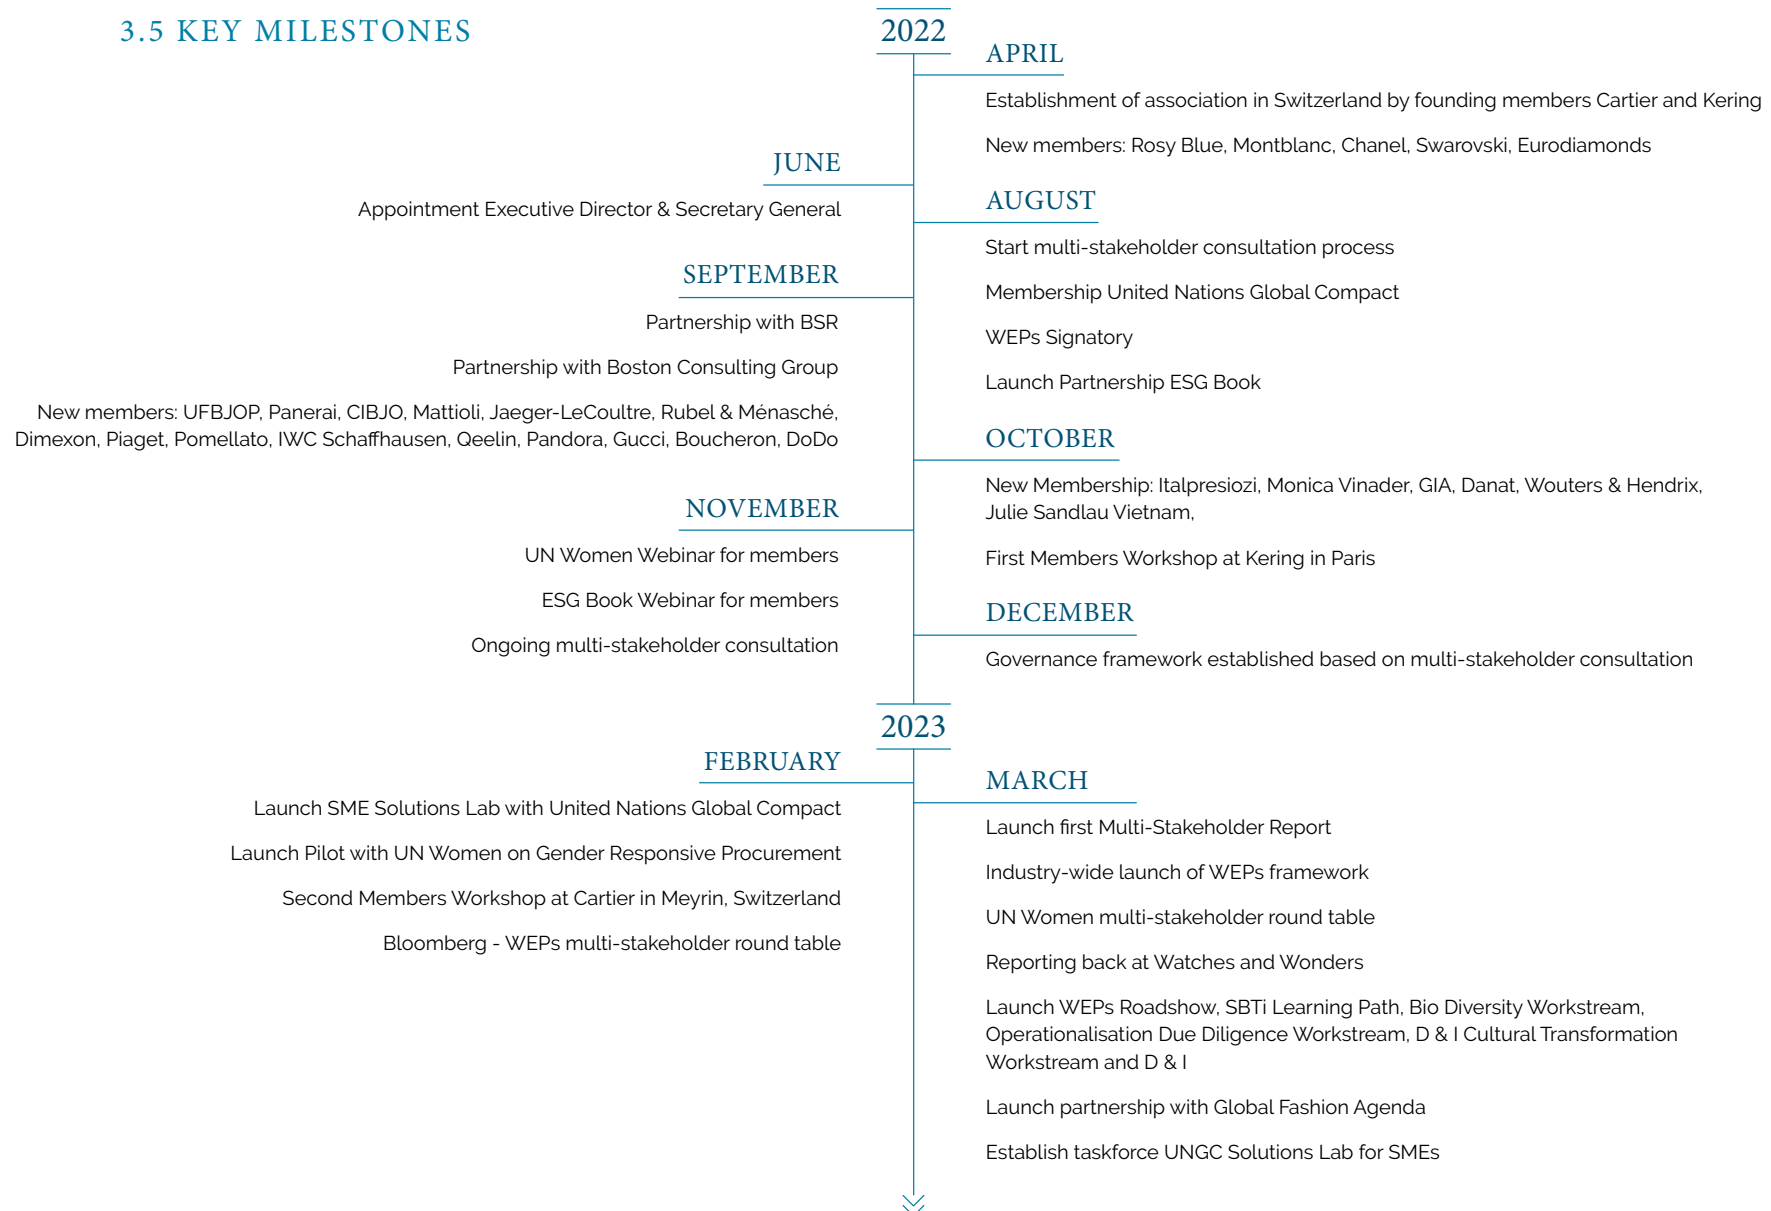 3.5 KEY MILESTONES
2022
APRIL
Establishment of association in Switzerland by founding members Cartier and Kering
New members: Rosy Blue, Montblanc, Chanel, Swarovski, Eurodiamonds
JUNE
Appointment Executive Director & Secretary General
AUGUST
Start multi-stakeholder consultation process
Membership United Nations Global Compact
WEPs Signatory
Launch Partnership ESG Book
SEPTEMBER
Partnership with BSR
Partnership with Boston Consulting Group
New members: UFBJOP, Panerai, CIBJO, Mattioli, Jaeger-LeCoultre, Rubel & Ménasché,
Dimexon, Piaget, Pomellato, IWC Schaffhausen, Qeelin, Pandora, Gucci, Boucheron, DoDo
OCTOBER
New Membership: Italpresiozi, Monica Vinader, GIA, Danat, Wouters & Hendrix,
Julie Sandlau Vietnam,
First Members Workshop at Kering in Paris
NOVEMBER
UN Women Webinar for members
ESG Book Webinar for members
Ongoing multi-stakeholder consultation
DECEMBER
Governance framework established based on multi-stakeholder consultation
2023
FEBRUARY
Launch SME Solutions Lab with United Nations Global Compact
Launch Pilot with UN Women on Gender Responsive Procurement
Second Members Workshop at Cartier in Meyrin, Switzerland
Bloomberg - WEPs multi-stakeholder round table
MARCH
Launch first Multi-Stakeholder Report
Industry-wide launch of WEPs framework
UN Women multi-stakeholder round table
Reporting back at Watches and Wonders
Launch WEPs Roadshow, SBTi Learning Path, Bio Diversity Workstream,
Operationalisation Due Diligence Workstream, D & I Cultural Transformation
Workstream and D & I
Launch partnership with Global Fashion Agenda
Establish taskforce UNGC Solutions Lab for SMEs